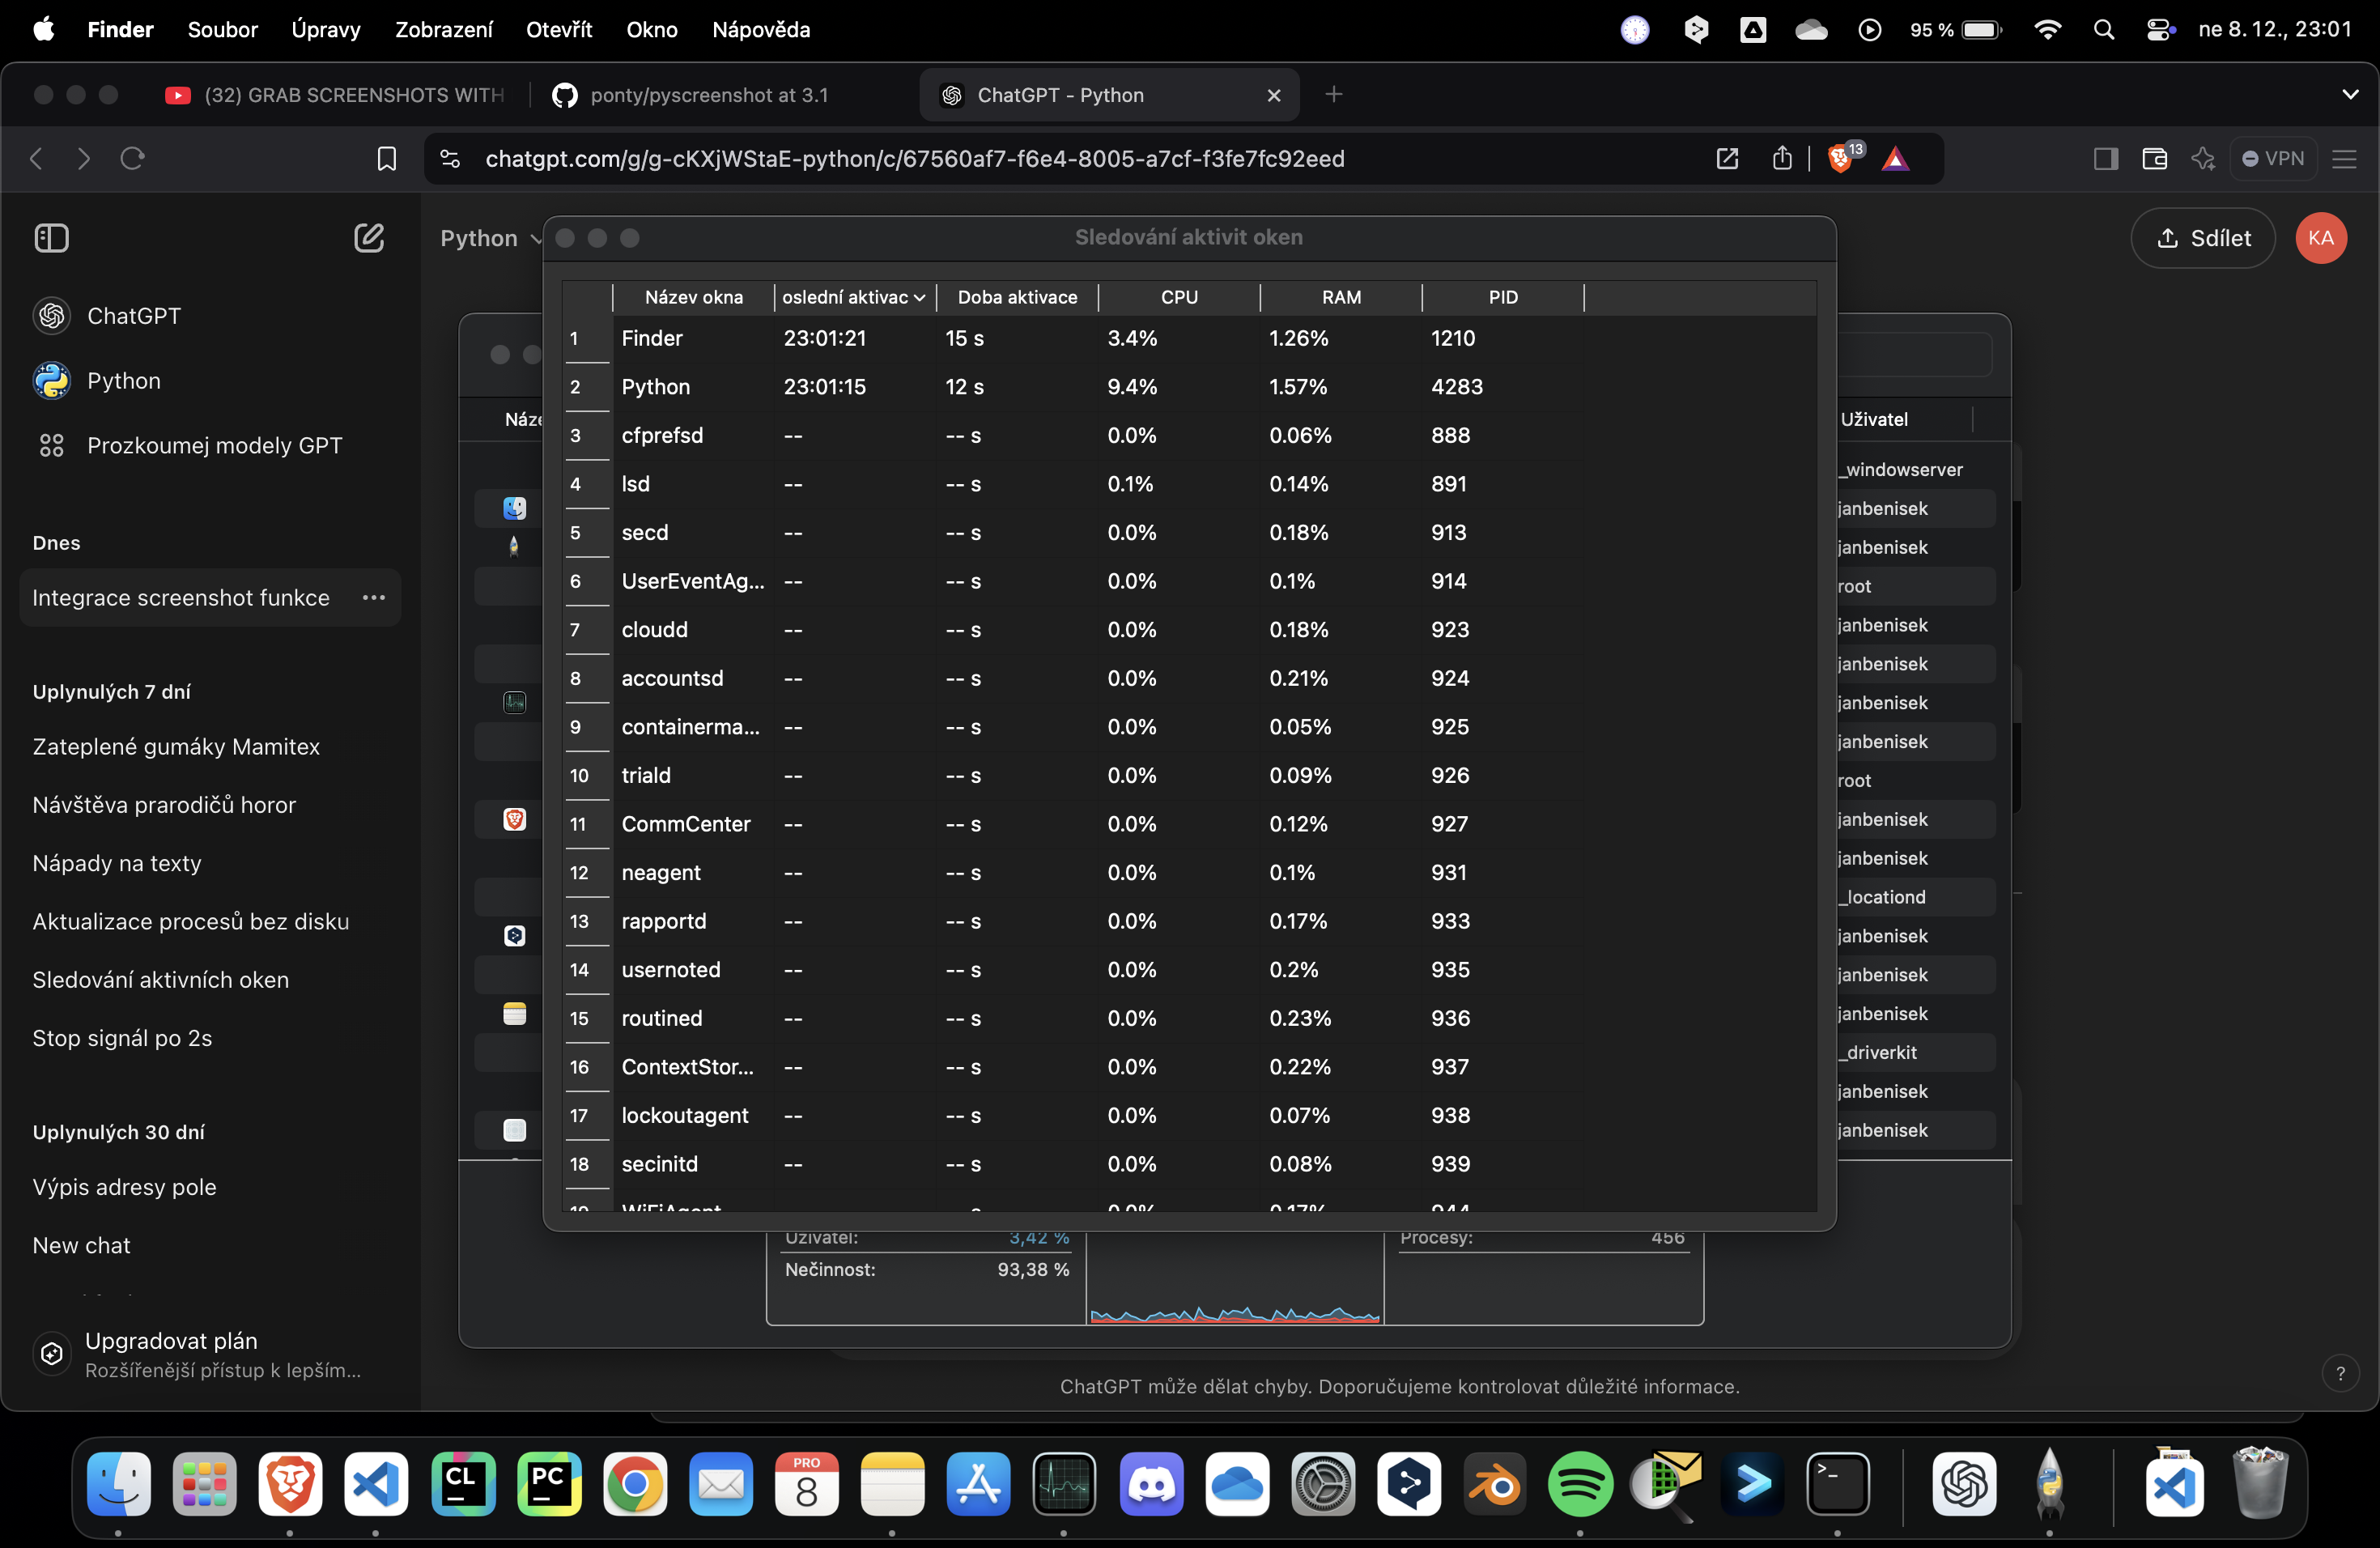 Finder Soubor Úpravy Zobrazení Otevřít Okno Nápověda 95 % ne 8. 12., 23:01
(32) GRAB SCREENSHOTS WITH ponty/pyscreenshot at 3.1 ChatGPT - Python
chatgpt.com/g/g-cKXjWStaE-python/c/67560af7-f6e4-8005-a7cf-f3fe7fc92eed 13 VPN
Python Sdílet KA
ChatGPT
Python
Prozkoumej modely GPT
Dnes
Integrace screenshot funkce
Uplynulých 7 dní
Zateplené gumáky Mamitex
Návštěva prarodičů horor
Nápady na texty
Aktualizace procesů bez disku
Sledování aktivních oken
Stop signál po 2s
Uplynulých 30 dní
Výpis adresy pole
New chat
Upgradovat plán
Rozšířenější přístup k lepším...
Sledování aktivit oken
Název okna oslední aktivac Doba aktivace CPU RAM PID
1 Finder 23:01:21 15 s 3.4% 1.26% 1210
2 Python 23:01:15 12 s 9.4% 1.57% 4283
3 cfprefsd -- -- s 0.0% 0.06% 888
4 lsd -- -- s 0.1% 0.14% 891
5 secd -- -- s 0.0% 0.18% 913
6 UserEventAg... -- -- s 0.0% 0.1% 914
7 cloudd -- -- s 0.0% 0.18% 923
8 accountsd -- -- s 0.0% 0.21% 924
9 containerma... -- -- s 0.0% 0.05% 925
10 triald -- -- s 0.0% 0.09% 926
11 CommCenter -- -- s 0.0% 0.12% 927
12 neagent -- -- s 0.0% 0.1% 931
13 rapportd -- -- s 0.0% 0.17% 933
14 usernoted -- -- s 0.0% 0.2% 935
15 routined -- -- s 0.0% 0.23% 936
16 ContextStor... -- -- s 0.0% 0.22% 937
17 lockoutagent -- -- s 0.0% 0.07% 938
18 secinitd -- -- s 0.0% 0.08% 939
19 WiFiAgent -- -- s 0.0% 0.17% 944
Náze
Uživatel
_windowserver
janbenisek
janbenisek
root
janbenisek
janbenisek
janbenisek
janbenisek
root
janbenisek
janbenisek
_locationd
janbenisek
janbenisek
janbenisek
_driverkit
janbenisek
janbenisek
Uživatel: 3,42 % Procesy: 456
Nečinnost: 93,38 %
ChatGPT může dělat chyby. Doporučujeme kontrolovat důležité informace.
?
CL PC PRO 8 >_